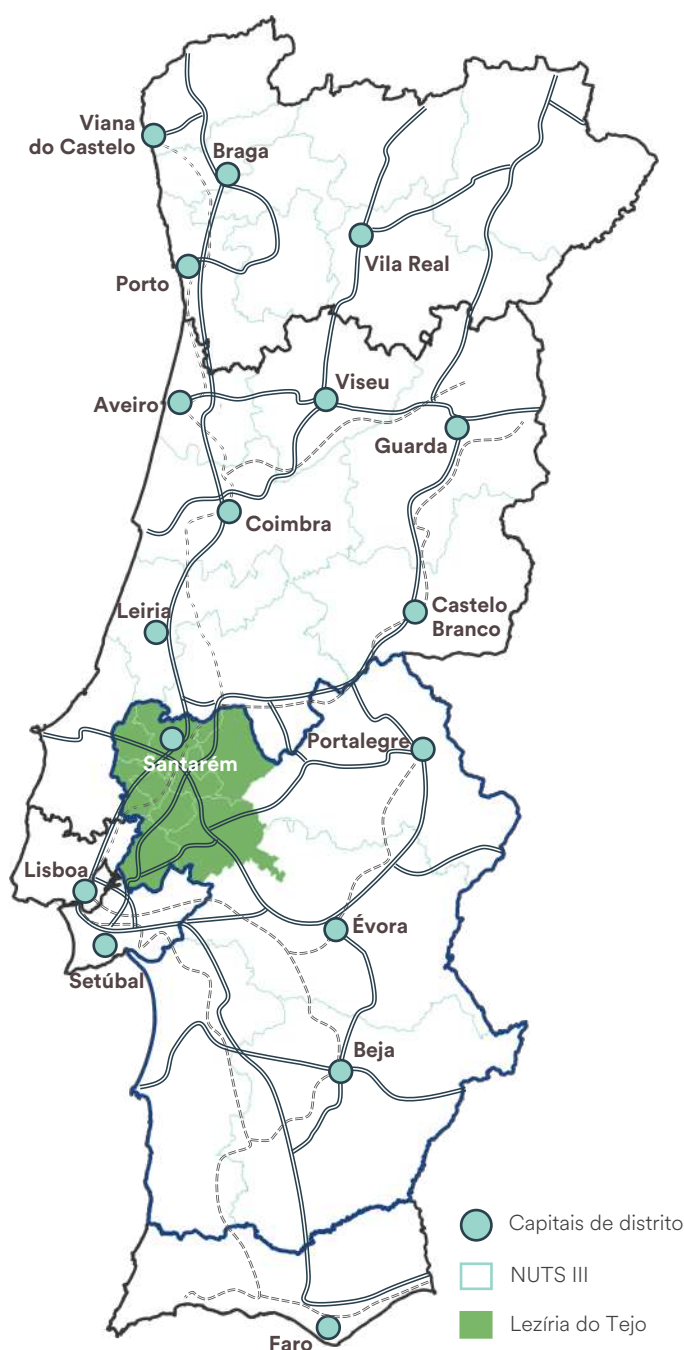 Viana
do Castelo
Braga
Vila Real
Porto
Viseu
Aveiro
Guarda
Coimbra
Castelo
Branco
Leiria
Portalegre
Santarém
Lisboa
Évora
Setúbal
Beja
Capitais de distrito
NUTS III
Lezíria do Tejo
Faro